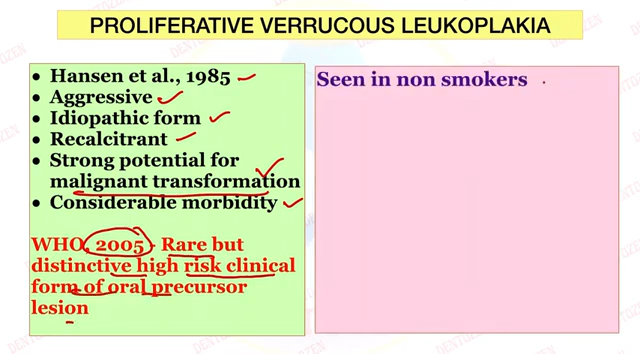 PROLIFERATIVE VERRUCOUS LEUKOPLAKIA
• Hansen et al., 1985
• Aggressive
• Idiopathic form
• Recalcitrant
• Strong potential for
malignant transformation
• Considerable morbidity
WHO, 2005 - Rare but
distinctive high risk clinical
form of oral precursor
lesion
Seen in non smokers